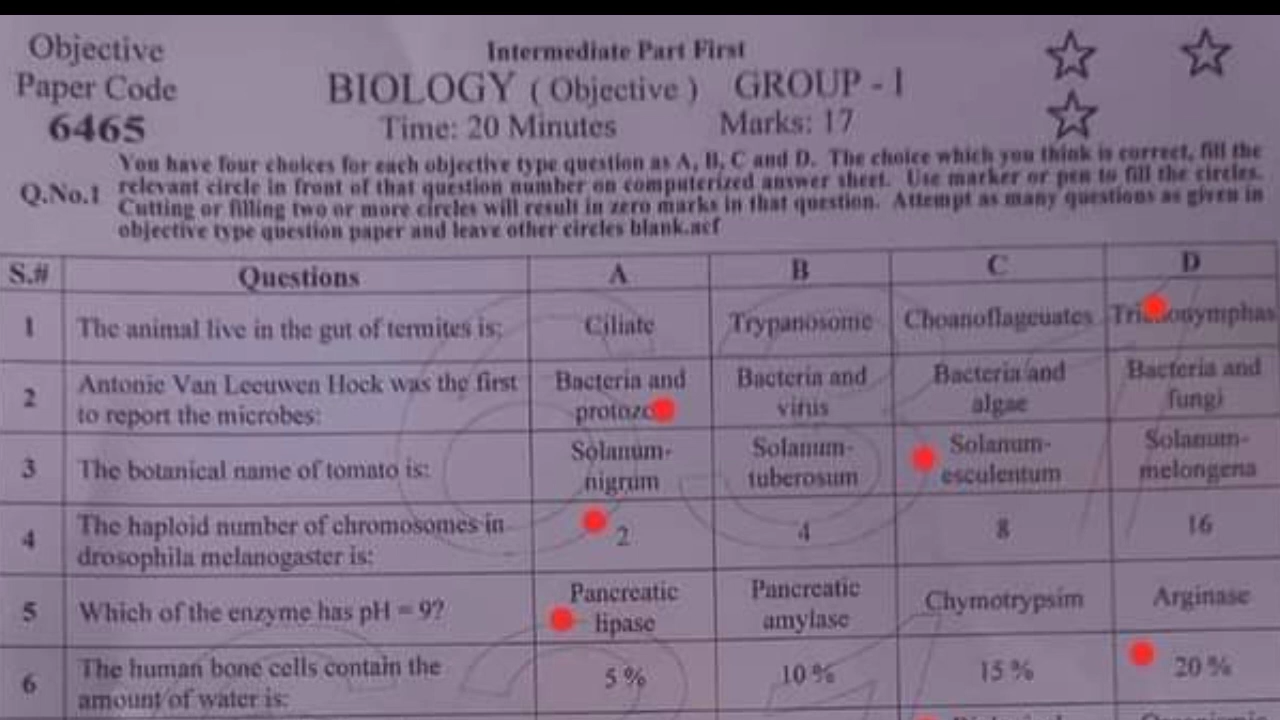 Objective
Paper Code
6465
Intermediate Part First
BIOLOGY ( Objective ) GROUP - I
Time: 20 Minutes Marks: 17
Q.No.1 You have four choices for each objective type question as A, B, C and D. The choice which you think is correct, fill the
relevant circle in front of that question number on computerized answer sheet. Use marker or pen to fill the circles.
Cutting or filling two or more circles will result in zero marks in that question. Attempt as many questions as given in
objective type question paper and leave other circles blank.acf
S.# Questions A B C D
1 The animal live in the gut of termites is: Ciliate Trypanosome Choanoflageuates
2 Antonie Van Leeuwen Hock was the first
to report the microbes:
Bacteria and
Bacteria and
virus
Bacteria and
algae
Bacteria and
fungi
3 The botanical name of tomato is:
Solanum-
nigrum
Solanum-
tuberosum
Solanum-
esculentum
Solanum-
melongena
4 The haploid number of chromosomes in
drosophila melanogaster is:
2 4 8 16
5 Which of the enzyme has pH = 9?
Pancreatic
lipase
Pancreatic
amylase
Chymotrypsim Arginase
6 The human bone cells contain the
amount of water is:
5 % 10 % 15 % 20 %